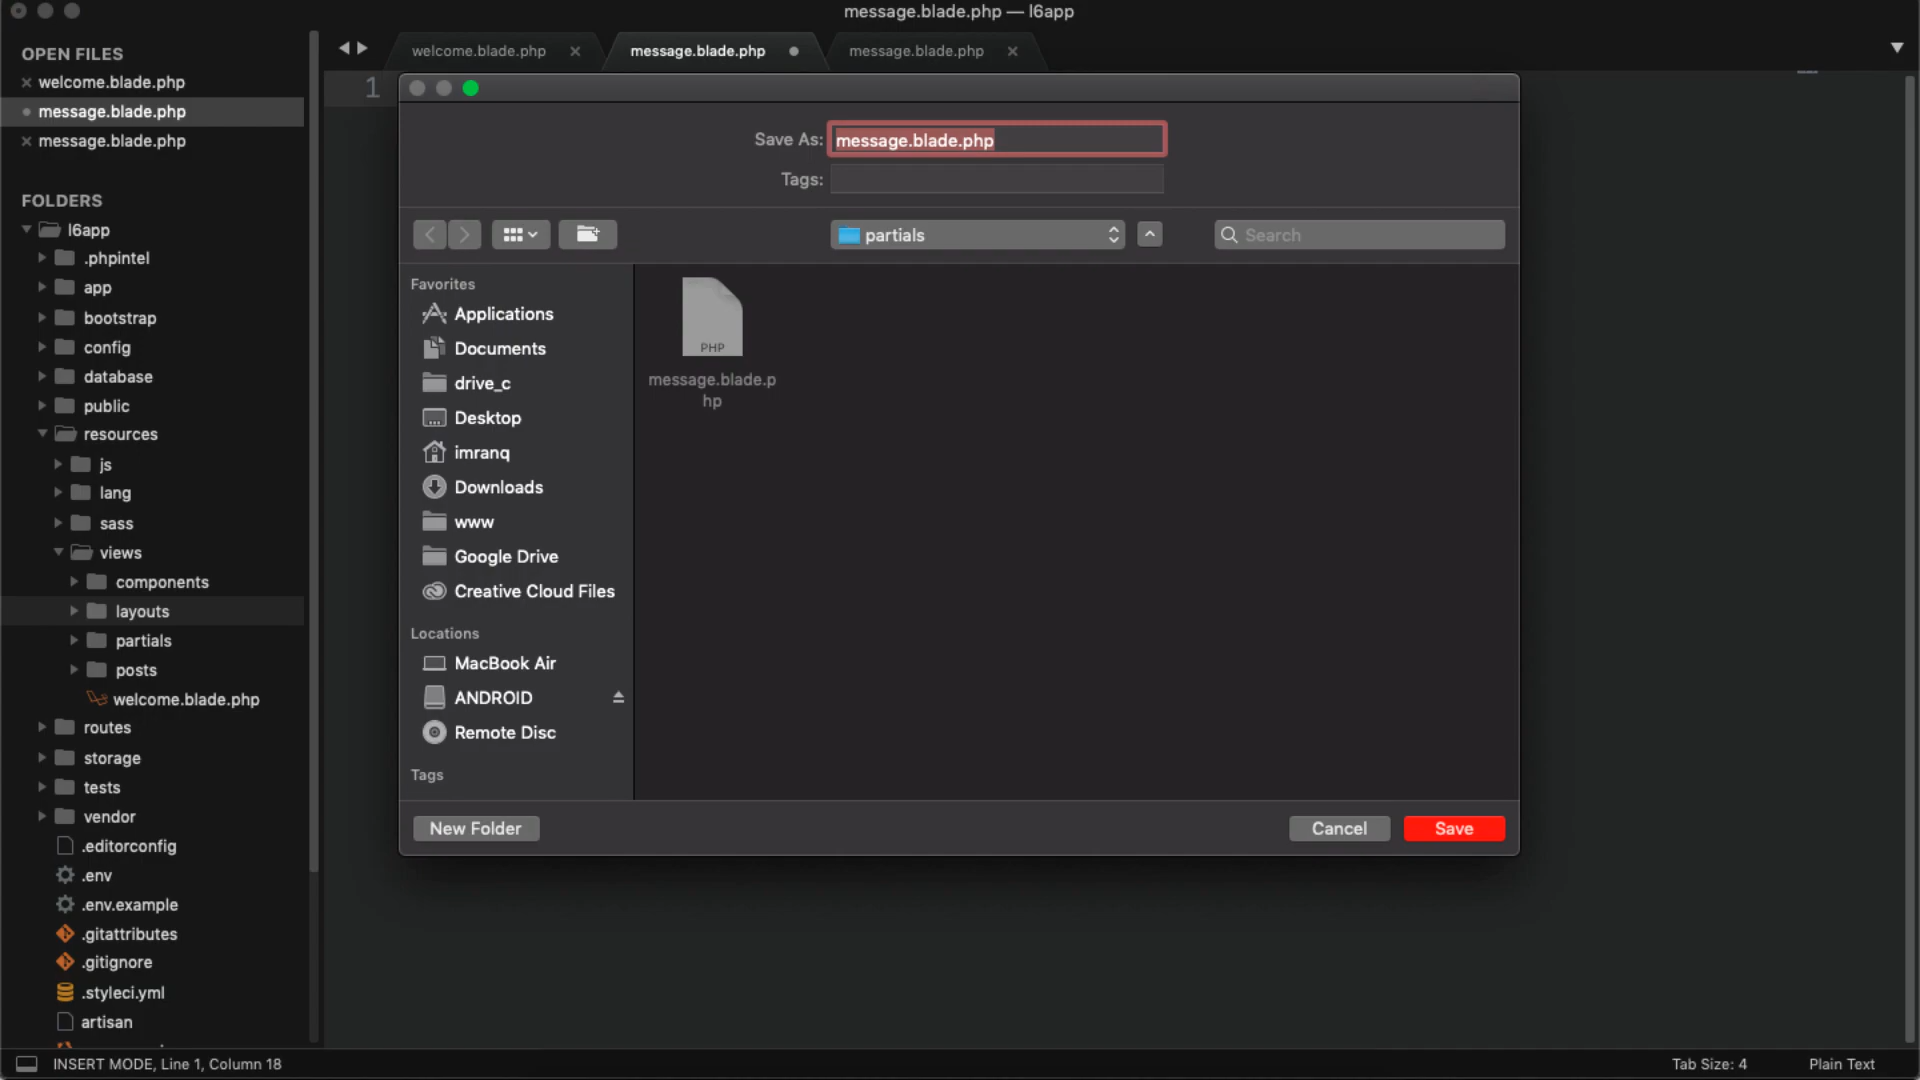 message.blade.php — l6app
OPEN FILES
welcome.blade.php
message.blade.php
message.blade.php
FOLDERS
l6app
.phpintel
app
bootstrap
config
database
public
resources
js
lang
sass
views
components
layouts
partials
posts
welcome.blade.php
routes
storage
tests
vendor
.editorconfig
.env
.env.example
.gitattributes
.gitignore
.styleci.yml
artisan
welcome.blade.php
message.blade.php
message.blade.php
1
Save As: message.blade.php
Tags:
partials
Search
Favorites
Applications
Documents
drive_c
Desktop
imranq
Downloads
www
Google Drive
Creative Cloud Files
Locations
MacBook Air
ANDROID
Remote Disc
Tags
PHP
message.blade.p
hp
New Folder
Cancel
Save
INSERT MODE, Line 1, Column 18
Tab Size: 4
Plain Text